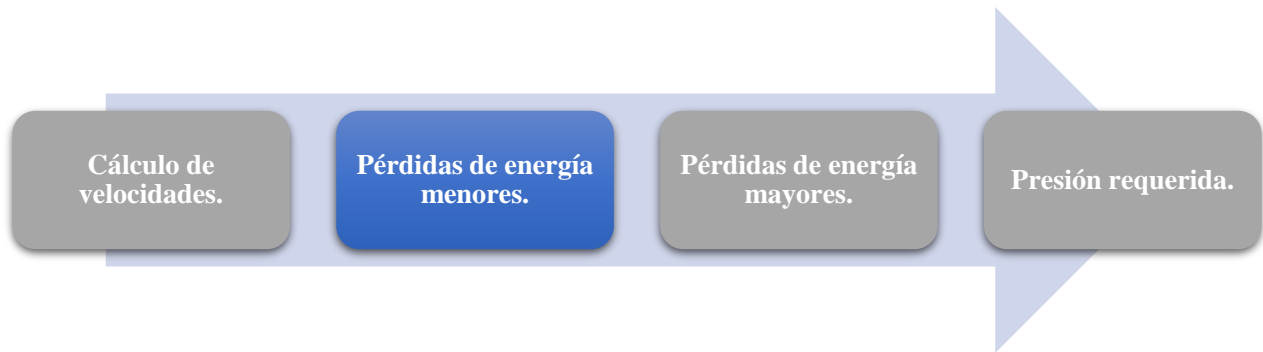 Cálculo de
velocidades.
Pérdidas de energía
menores.
Pérdidas de energía
mayores.
Presión requerida.